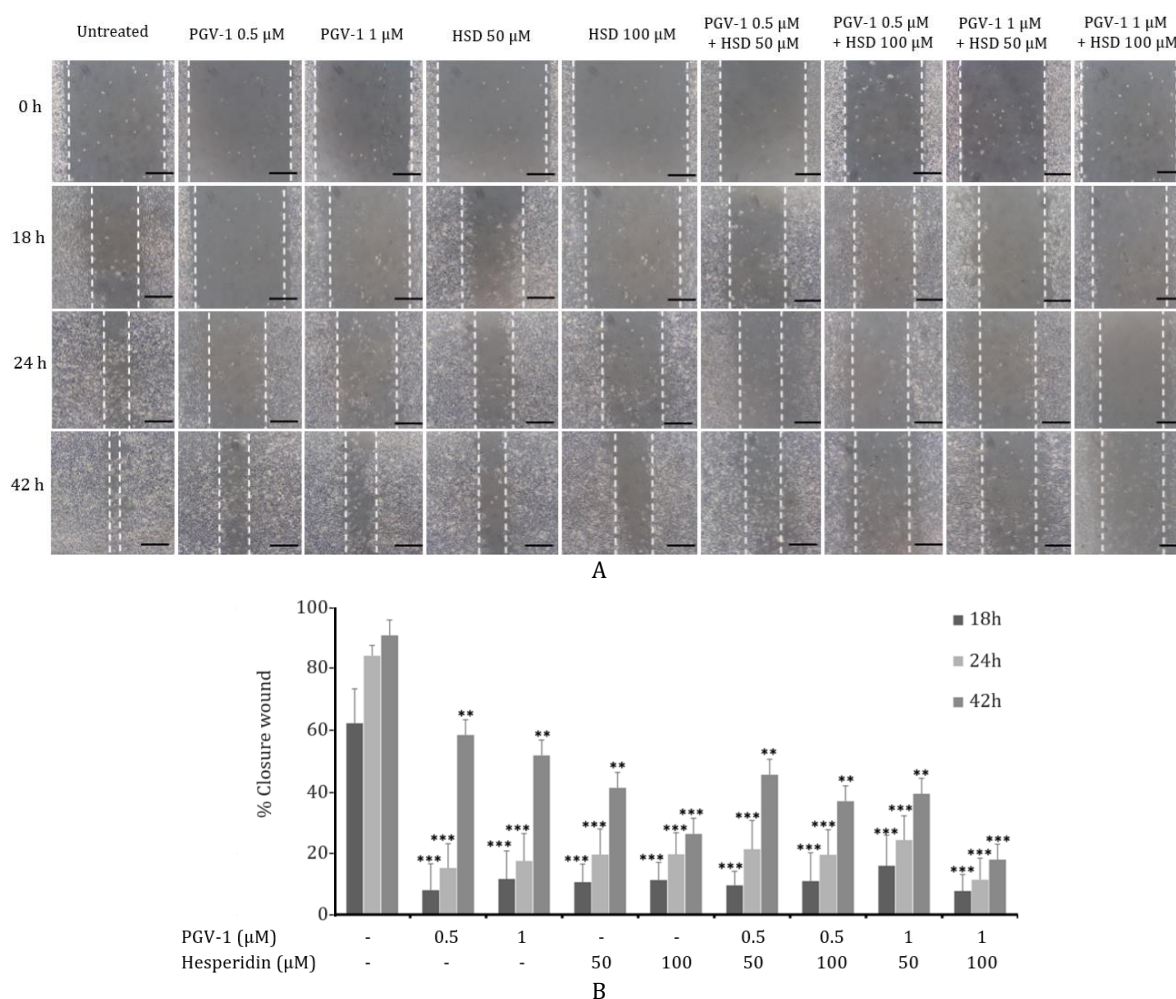 Untreated PGV-1 0.5 µM PGV-1 1 µM HSD 50 µM HSD 100 µM PGV-1 0.5 µM + HSD 50 µM PGV-1 0.5 µM + HSD 100 µM PGV-1 1 µM + HSD 50 µM PGV-1 1 µM + HSD 100 µM
0 h
18 h
24 h
42 h
A
% Closure wound
100
80
60
40
20
0
18h
24h
42h
*** *** **
*** *** **
*** *** **
*** *** ***
*** *** **
*** *** **
*** *** **
*** *** ***
PGV-1 (µM) - 0.5 1 - - 0.5 0.5 1 1
Hesperidin (µM) - - - 50 100 50 100 50 100
B